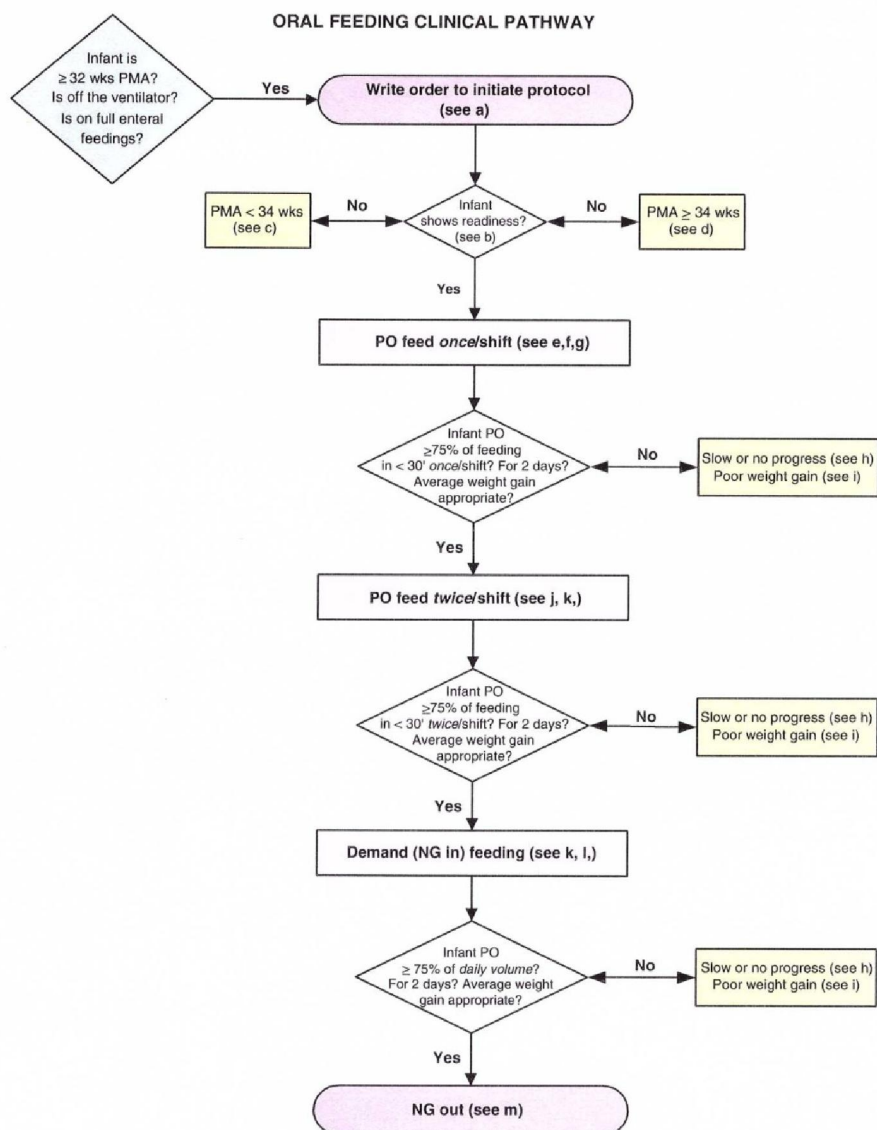 ORAL FEEDING CLINICAL PATHWAY
Infant is
≥ 32 wks PMA?
Is off the ventilator?
Is on full enteral
feedings?
Yes
Write order to initiate protocol
(see a)
PMA < 34 wks
(see c)
No
Infant
shows readiness?
(see b)
No
PMA ≥ 34 wks
(see d)
Yes
PO feed once/shift (see e,f,g)
Infant PO
≥75% of feeding
in < 30' once/shift? For 2 days?
Average weight gain
appropriate?
No
Slow or no progress (see h)
Poor weight gain (see i)
Yes
PO feed twice/shift (see j, k,)
Infant PO
≥75% of feeding
in < 30' twice/shift? For 2 days?
Average weight gain
appropriate?
No
Slow or no progress (see h)
Poor weight gain (see i)
Yes
Demand (NG in) feeding (see k, l,)
Infant PO
≥ 75% of daily volume?
For 2 days? Average weight
gain appropriate?
No
Slow or no progress (see h)
Poor weight gain (see i)
Yes
NG out (see m)